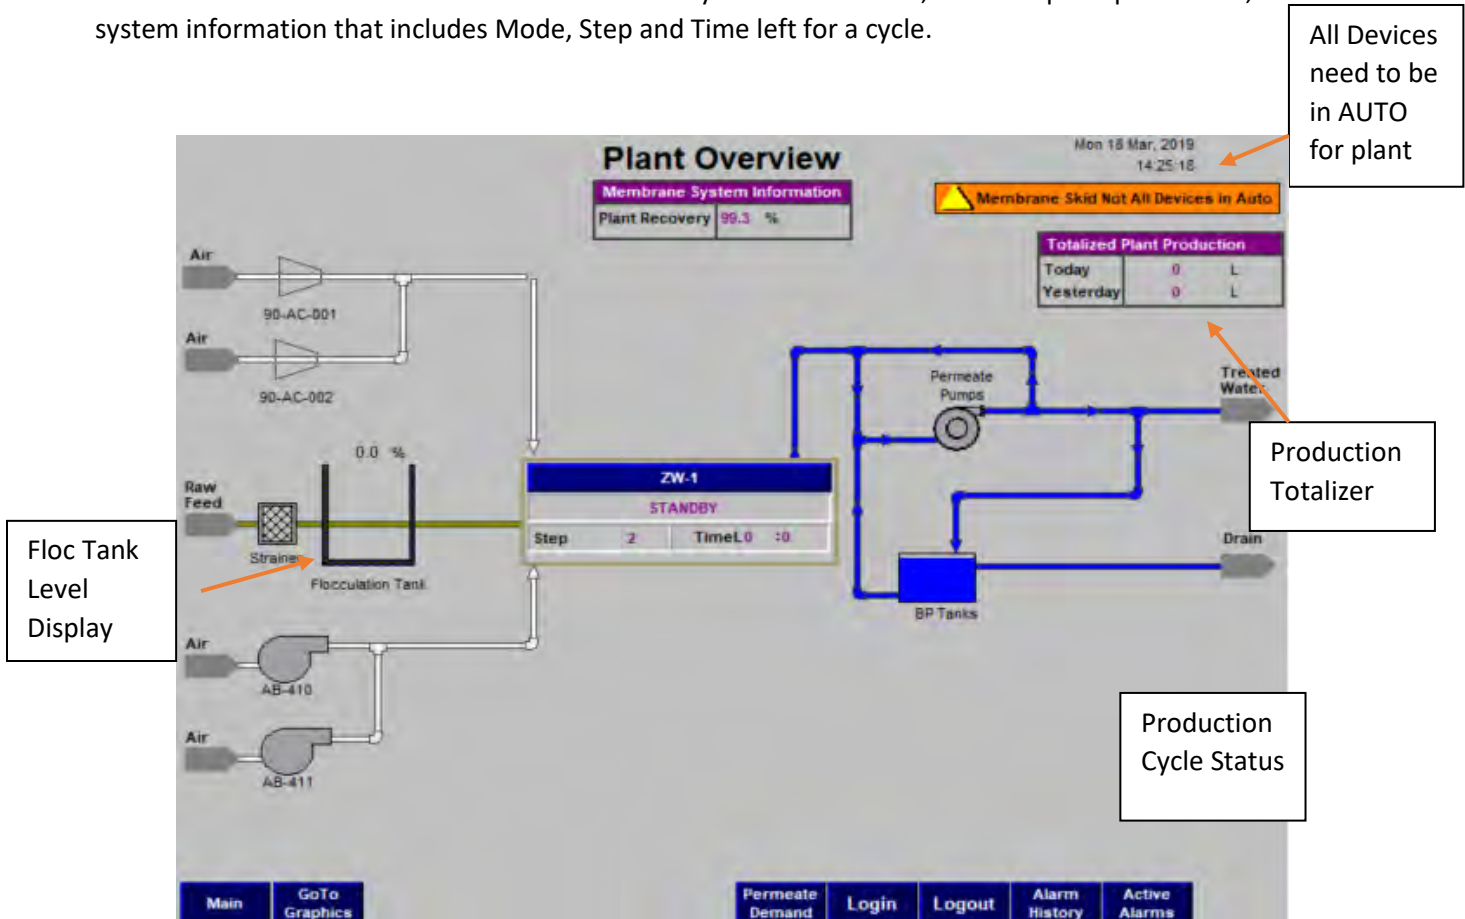 system information that includes Mode, Step and Time left for a cycle.
All Devices
need to be
in AUTO
for plant
Plant Overview
Mon 18 Mar, 2019
14:25:18
Membrane System Information
Plant Recovery 99.3 %
Membrane Skid Not All Devices in Auto
Totalized Plant Production
Today 0 L
Yesterday 0 L
Air
90-AC-001
Air
90-AC-002
Permeate
Pumps
Treated
Water
Production
Totalizer
0.0 %
Raw
Feed
ZW-1
STANDBY
Step 2 TimeL0 :0
Strainer
Flocculation Tank
Floc Tank
Level
Display
Drain
BP Tanks
Air
AB-410
Air
AB-411
Production
Cycle Status
Main
GoTo
Graphics
Permeate
Demand
Login
Logout
Alarm
History
Active
Alarms